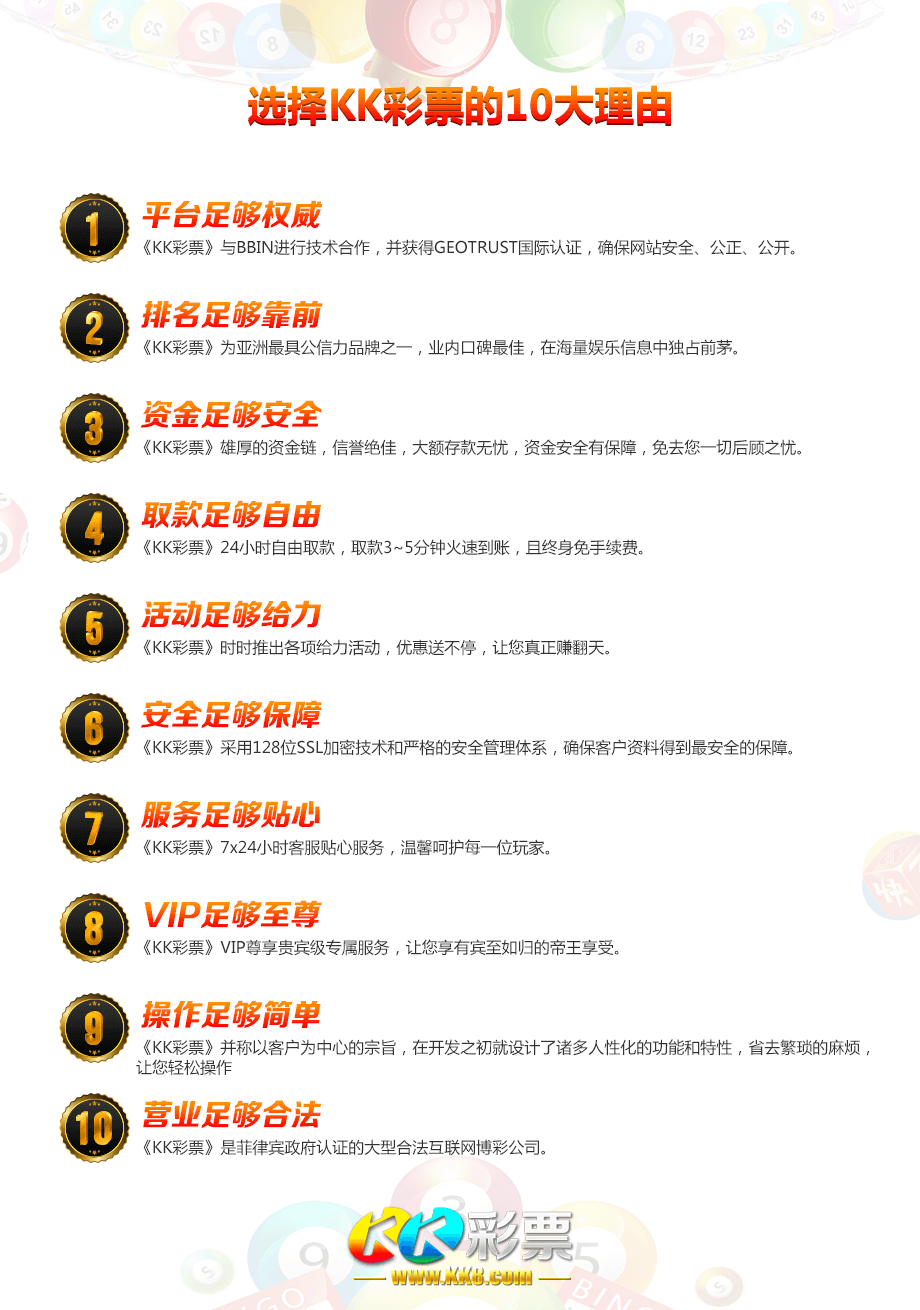 选择KK彩票的10大理由
1
平台足够权威
《KK彩票》与BBIN进行技术合作，并获得GEOTRUST国际认证，确保网站安全、公正、公开。
2
排名足够靠前
《KK彩票》为亚洲最具公信力品牌之一，业内口碑最佳，在海量娱乐信息中独占前茅。
3
资金足够安全
《KK彩票》雄厚的资金链，信誉绝佳，大额存款无忧，资金安全有保障，免去您一切后顾之忧。
4
取款足够自由
《KK彩票》24小时自由取款，取款3~5分钟火速到账，且终身免手续费。
5
活动足够给力
《KK彩票》时时推出各项给力活动，优惠送不停，让您真正赚翻天。
6
安全足够保障
《KK彩票》采用128位SSL加密技术和严格的安全管理体系，确保客户资料得到最安全的保障。
7
服务足够贴心
《KK彩票》7x24小时客服贴心服务，温馨呵护每一位玩家。
8
VIP足够至尊
《KK彩票》VIP尊享贵宾级专属服务，让您享有宾至如归的帝王享受。
9
操作足够简单
《KK彩票》并称以客户为中心的宗旨，在开发之初就设计了诸多人性化的功能和特性，省去繁琐的麻烦，
让您轻松操作
10
营业足够合法
《KK彩票》是菲律宾政府认证的大型合法互联网博彩公司。
KK彩票
www.KK8.com